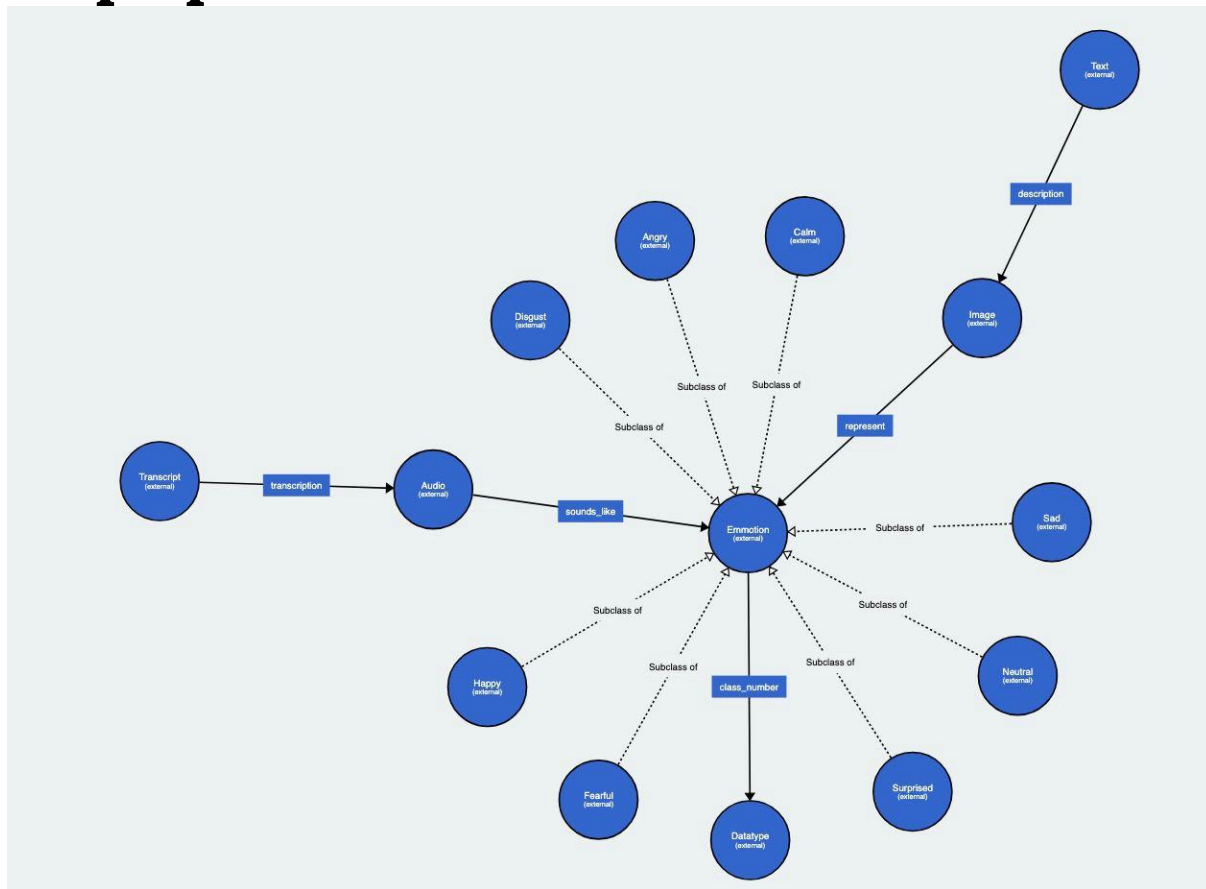 Text
(external)
description
Angry
(external)
Calm
(external)
Disgust
(external)
Image
(external)
Subclass of
Subclass of
Subclass of
represent
Transcript
(external)
transcription
Audio
(external)
sounds_like
Emmotion
(external)
Subclass of
Sad
(external)
Subclass of
Subclass of
Subclass of
Subclass of
Happy
(external)
class_number
Neutral
(external)
Fearful
(external)
Surprised
(external)
Datatype
(external)